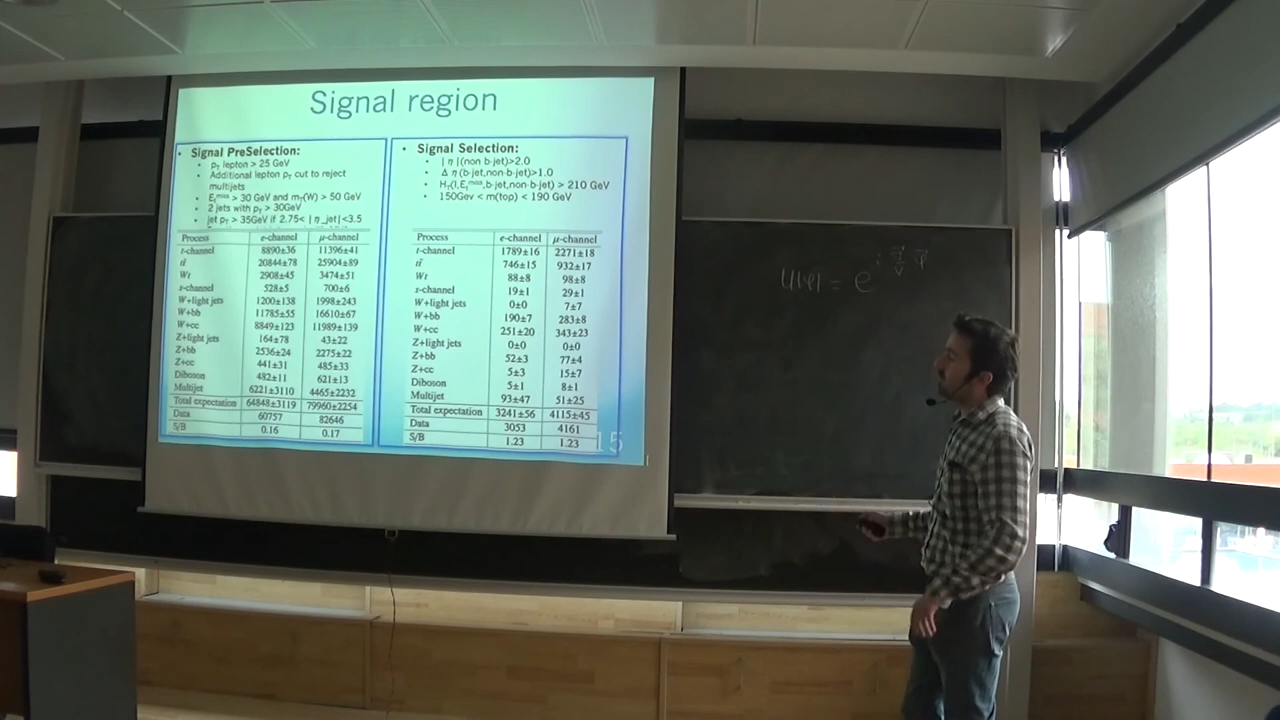 Signal region
• Signal PreSelection:
• pT lepton > 25 GeV
• Additional lepton pT cut to reject
multijets
• ETmiss > 30 GeV and mT(W) > 50 GeV
• 2 jets with pT > 30GeV
• jet pT > 35GeV if 2.75< |η_jet|<3.5
Process e-channel μ-channel
t-channel 8890±36 11396±41
tt̄ 20844±78 25904±89
Wt 2908±45 3474±51
s-channel 528±5 700±6
W+light jets 1200±138 1998±243
W+bb 11785±55 16610±67
W+cc 8849±123 11989±139
Z+light jets 164±78 43±22
Z+bb 2536±24 2275±22
Z+cc 441±31 485±33
Diboson 482±11 621±13
Multijet 6221±3110 4465±2232
Total expectation 64848±3119 79960±2254
Data 60757 82646
S/B 0.16 0.17
• Signal Selection:
• |η|(non b-jet)>2.0
• Δ η (b-jet,non-b-jet)>1.0
• HT(l,ETmiss,b-jet,non-b-jet) > 210 GeV
• 150Gev < m(top) < 190 GeV
Process e-channel μ-channel
t-channel 1789±16 2271±18
tt̄ 746±15 932±17
Wt 88±8 98±8
s-channel 19±1 29±1
W+light jets 0±0 7±7
W+bb 190±7 283±8
W+cc 251±20 343±23
Z+light jets 0±0 0±0
Z+bb 52±3 77±4
Z+cc 5±3 15±7
Diboson 5±1 8±1
Multijet 93±47 51±25
Total expectation 3241±56 4115±45
Data 3053 4161
S/B 1.23 1.23
15